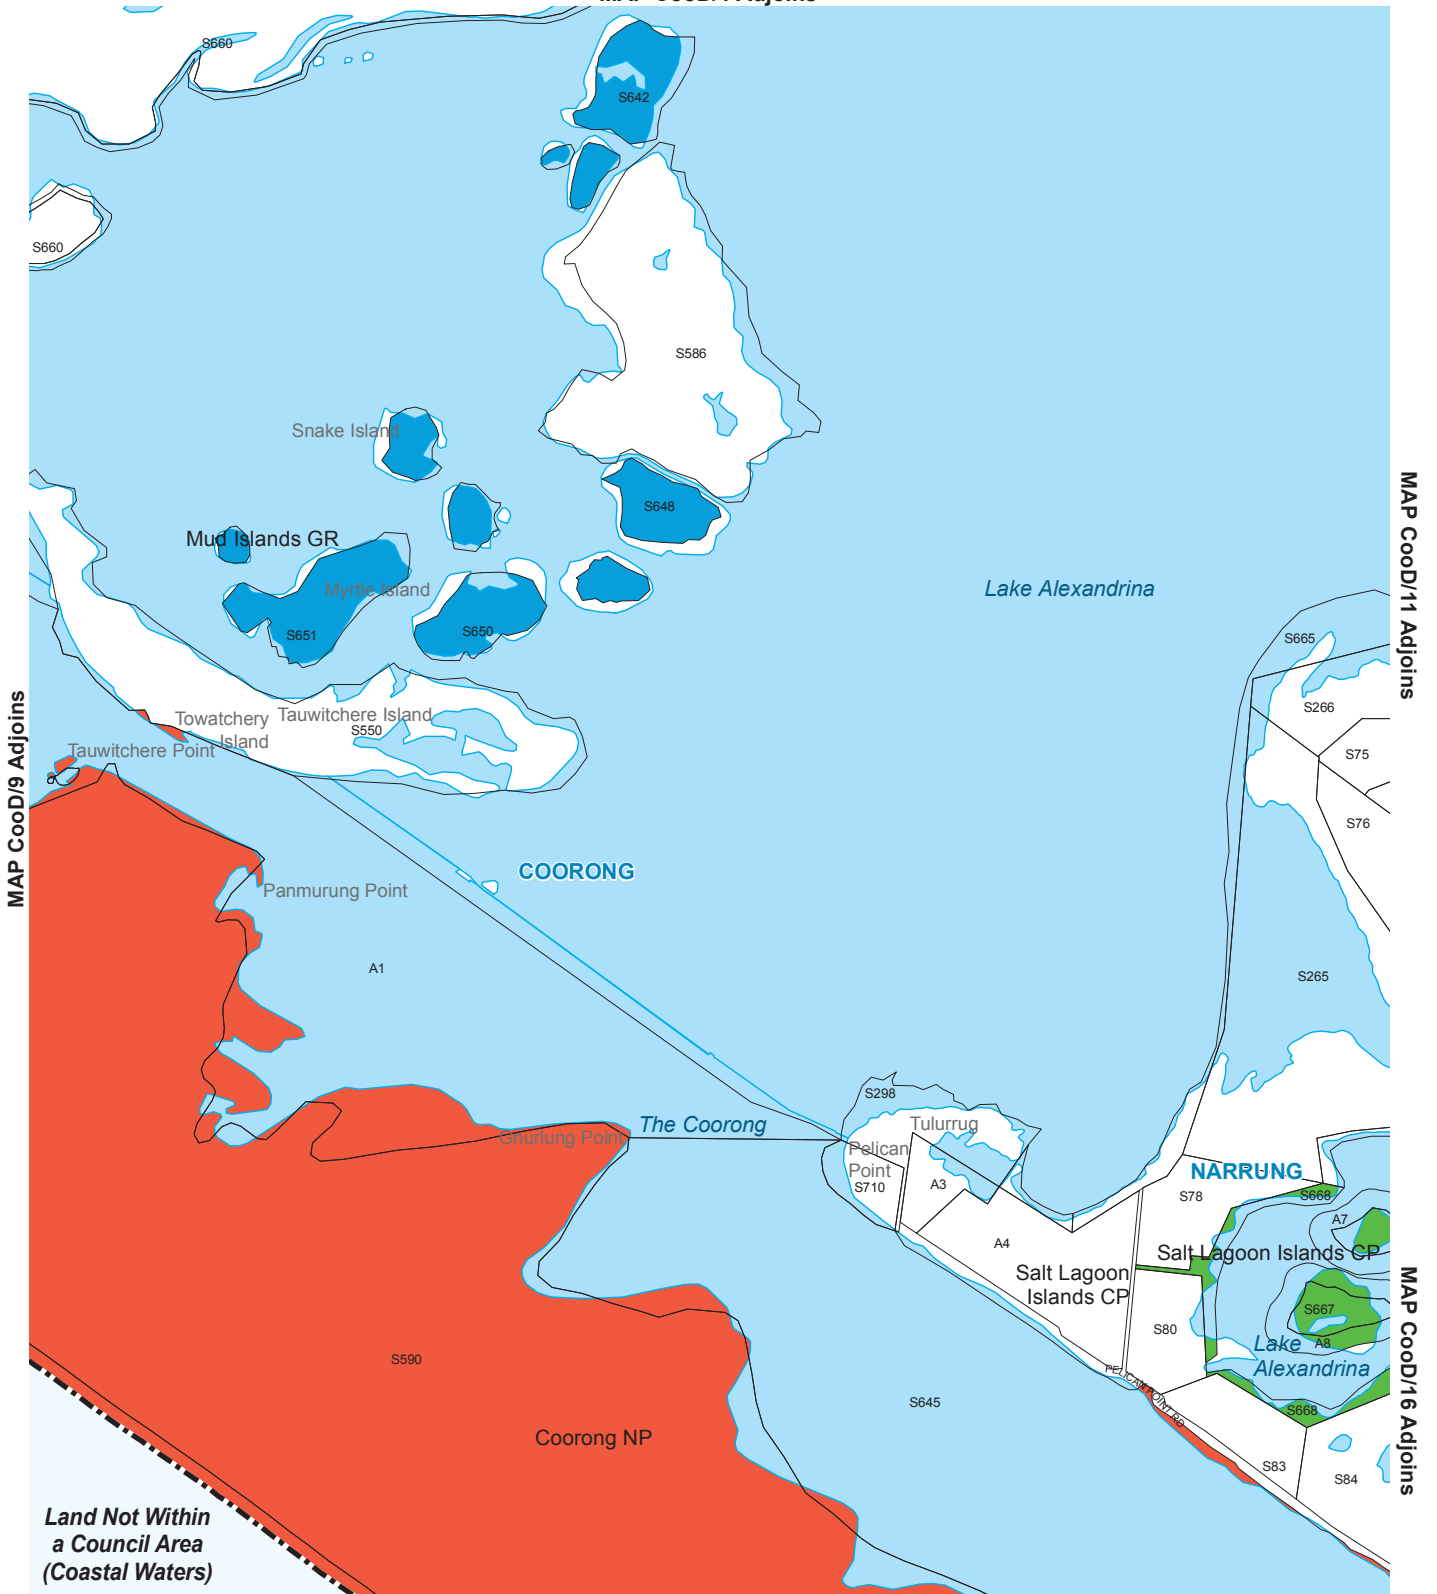 S660
S642
S660
S586
Snake Island
S648
Mud Islands GR
Myrtle Island
Lake Alexandrina
S651
S650
S665
MAP CooD/11 Adjoins
S266
Towatchery
Island
Tauwitchere Island
S550
Tauwitchere Point
S75
MAP CooD/9 Adjoins
S76
COORONG
Panmurung Point
A1
S265
S298
The Coorong
Tulurrug
Ghurlung Point
Pelican
Point
S710
A3
NARRUNG
S78
S668
A7
A4
Salt Lagoon Islands CP
Salt Lagoon
Islands CP
S667
S80
Lake
Alexandrina
A8
MAP CooD/16 Adjoins
S590
PELICAN POINT RD
S645
S668
Coorong NP
S83
S84
Land Not Within
a Council Area
(Coastal Waters)